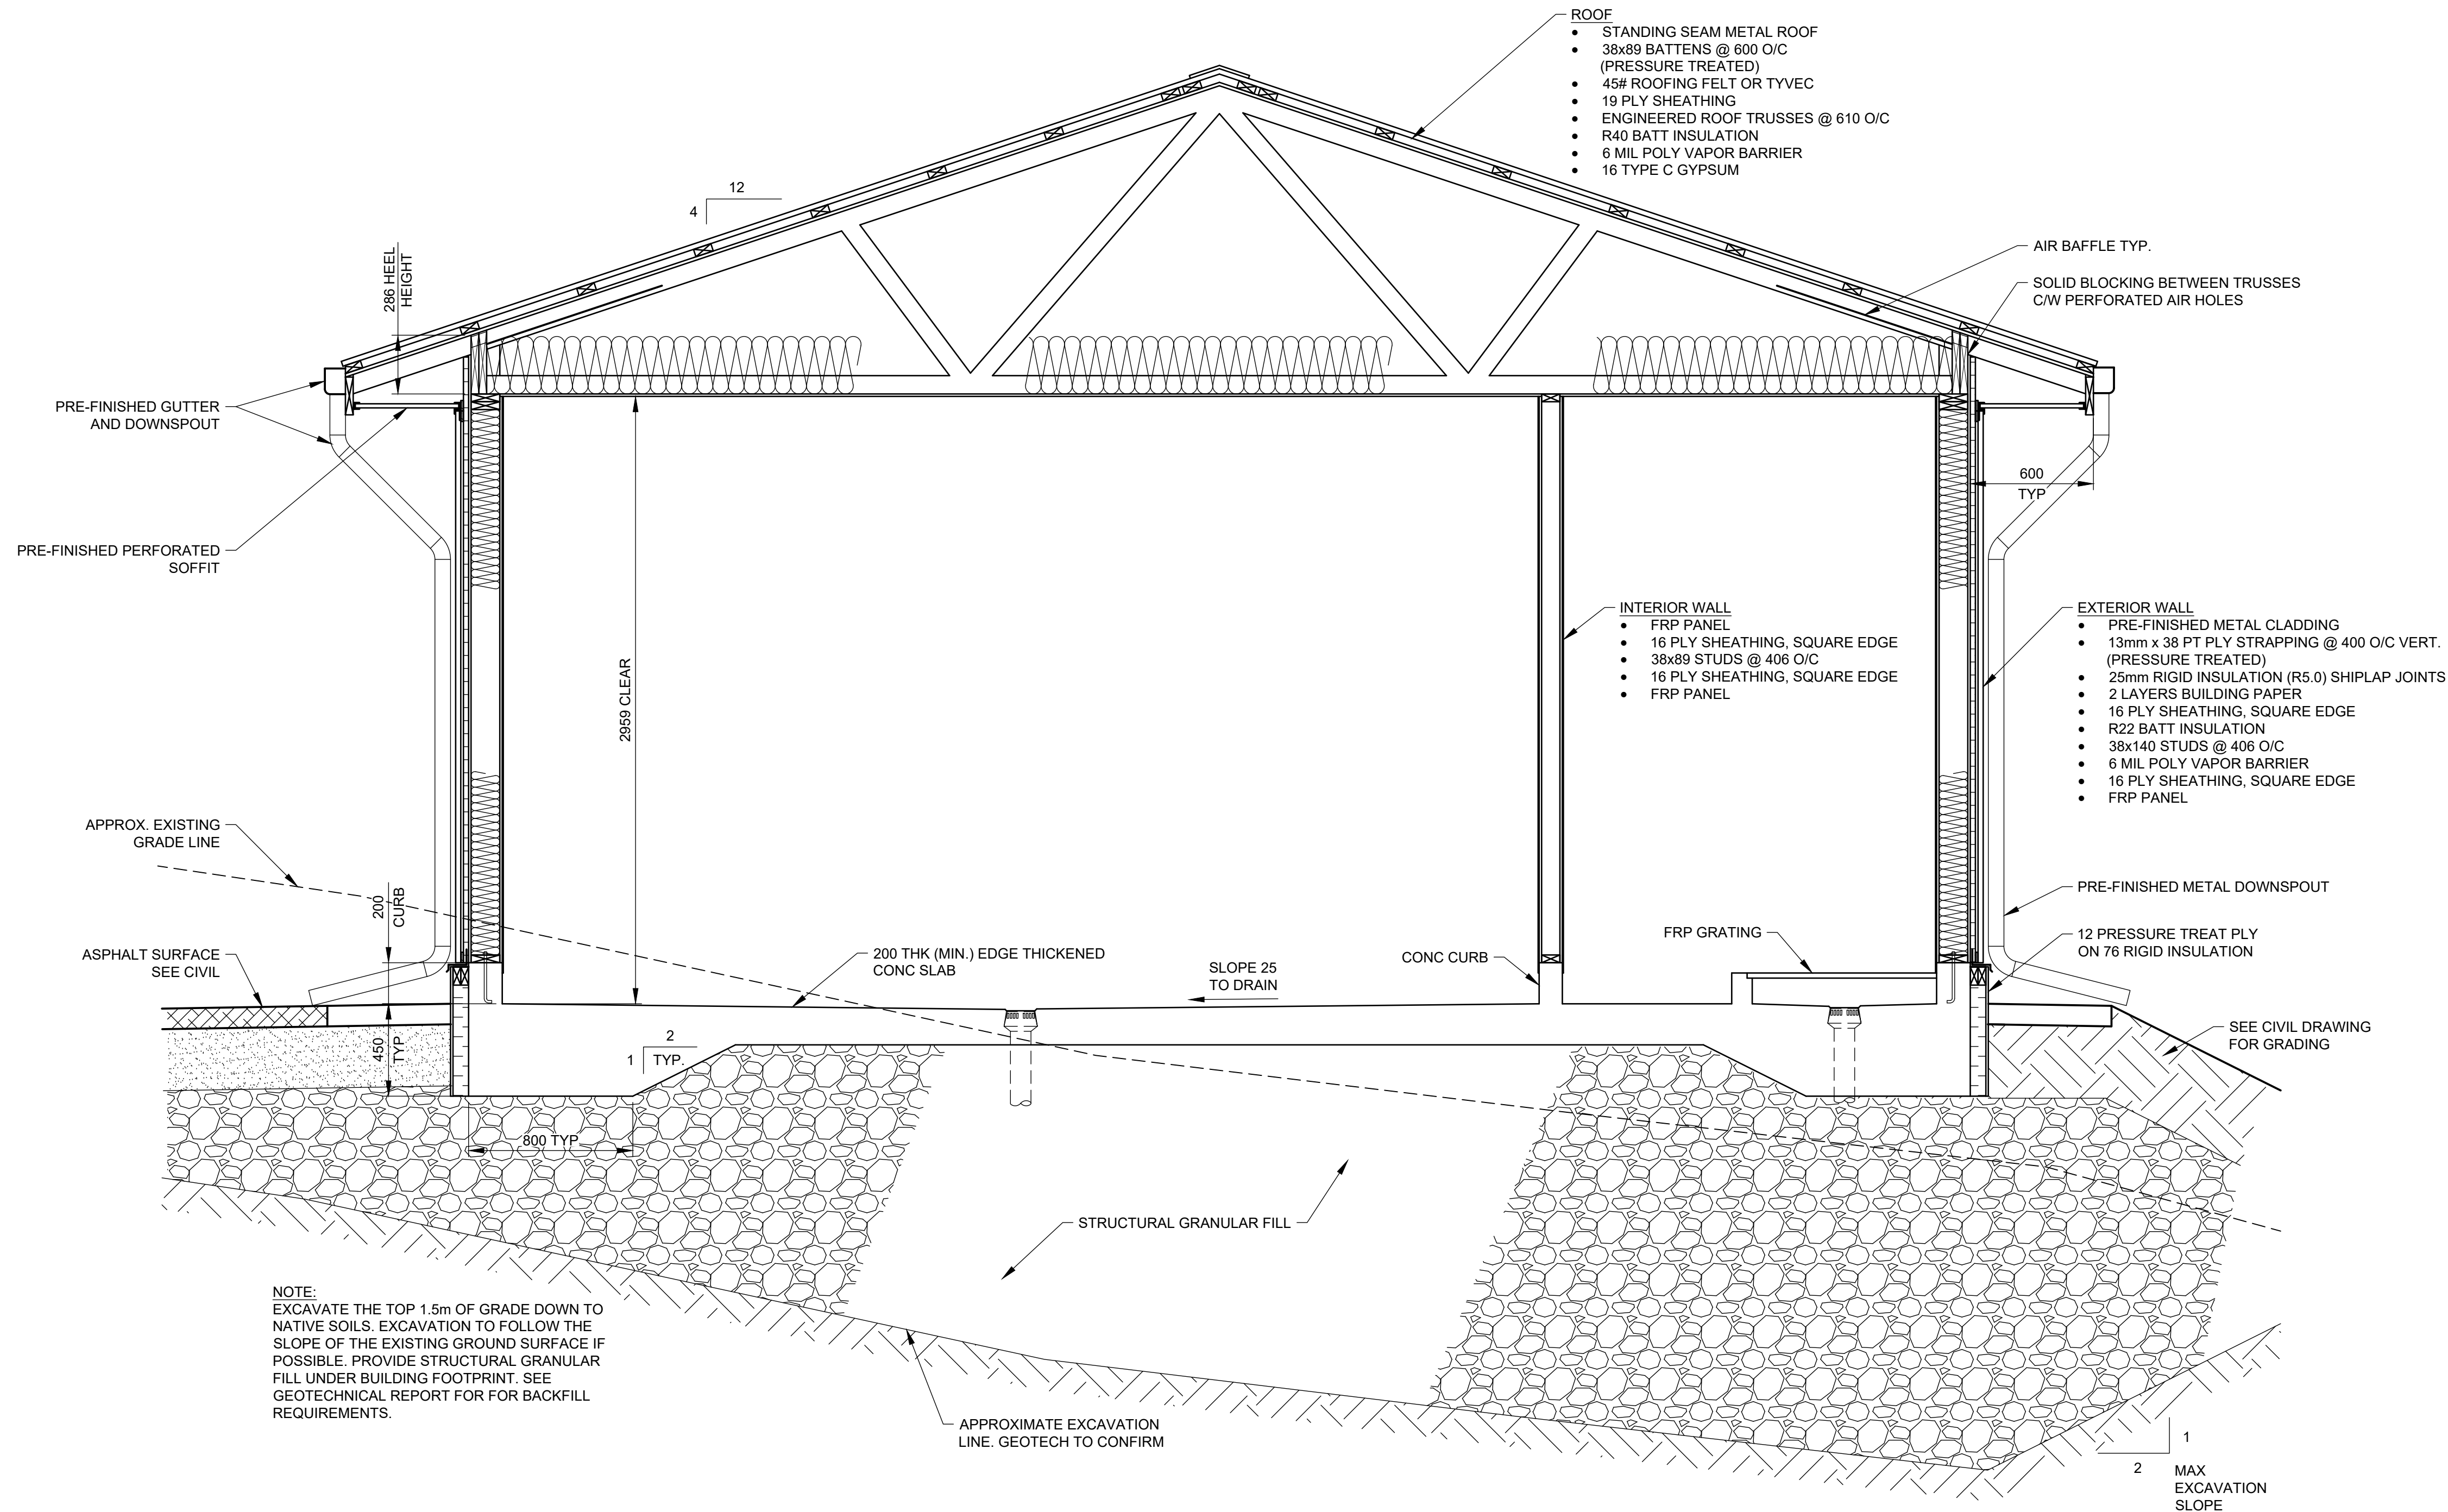 ROOF
• STANDING SEAM METAL ROOF
• 38x89 BATTENS @ 600 O/C
(PRESSURE TREATED)
• 45# ROOFING FELT OR TYVEC
• 19 PLY SHEATHING
• ENGINEERED ROOF TRUSSES @ 610 O/C
• R40 BATT INSULATION
• 6 MIL POLY VAPOR BARRIER
• 16 TYPE C GYPSUM
12
4
286 HEEL
HEIGHT
AIR BAFFLE TYP.
SOLID BLOCKING BETWEEN TRUSSES
C/W PERFORATED AIR HOLES
PRE-FINISHED GUTTER
AND DOWNSPOUT
600
TYP
PRE-FINISHED PERFORATED
SOFFIT
2959 CLEAR
INTERIOR WALL
• FRP PANEL
• 16 PLY SHEATHING, SQUARE EDGE
• 38x89 STUDS @ 406 O/C
• 16 PLY SHEATHING, SQUARE EDGE
• FRP PANEL
EXTERIOR WALL
• PRE-FINISHED METAL CLADDING
• 13mm x 38 PT PLY STRAPPING @ 400 O/C VERT.
(PRESSURE TREATED)
• 25mm RIGID INSULATION (R5.0) SHIPLAP JOINTS
• 2 LAYERS BUILDING PAPER
• 16 PLY SHEATHING, SQUARE EDGE
• R22 BATT INSULATION
• 38x140 STUDS @ 406 O/C
• 6 MIL POLY VAPOR BARRIER
• 16 PLY SHEATHING, SQUARE EDGE
• FRP PANEL
APPROX. EXISTING
GRADE LINE
200
CURB
PRE-FINISHED METAL DOWNSPOUT
ASPHALT SURFACE
SEE CIVIL
200 THK (MIN.) EDGE THICKENED
CONC SLAB
SLOPE 25
TO DRAIN
CONC CURB
FRP GRATING
12 PRESSURE TREAT PLY
ON 76 RIGID INSULATION
450
TYP
2
1
TYP.
SEE CIVIL DRAWING
FOR GRADING
800 TYP
STRUCTURAL GRANULAR FILL
NOTE:
EXCAVATE THE TOP 1.5m OF GRADE DOWN TO
NATIVE SOILS. EXCAVATION TO FOLLOW THE
SLOPE OF THE EXISTING GROUND SURFACE IF
POSSIBLE. PROVIDE STRUCTURAL GRANULAR
FILL UNDER BUILDING FOOTPRINT. SEE
GEOTECHNICAL REPORT FOR FOR BACKFILL
REQUIREMENTS.
APPROXIMATE EXCAVATION
LINE. GEOTECH TO CONFIRM
1
2
MAX
EXCAVATION
SLOPE